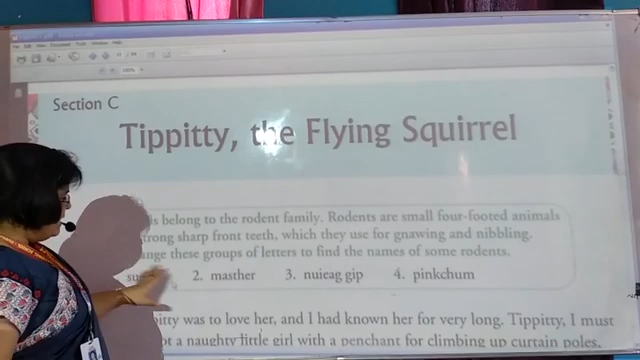 Section C
Tippitty, the Flying Squirrel
belong to the rodent family. Rodents are small four-footed animals
strong sharp front teeth, which they use for gnawing and nibbling.
these groups of letters to find the names of some rodents.
2. masther 3. nuieag gip 4. pinkchum
was to love her, and I had known her for very long. Tippitty, I must
a naughty little girl with a penchant for climbing up curtain poles.